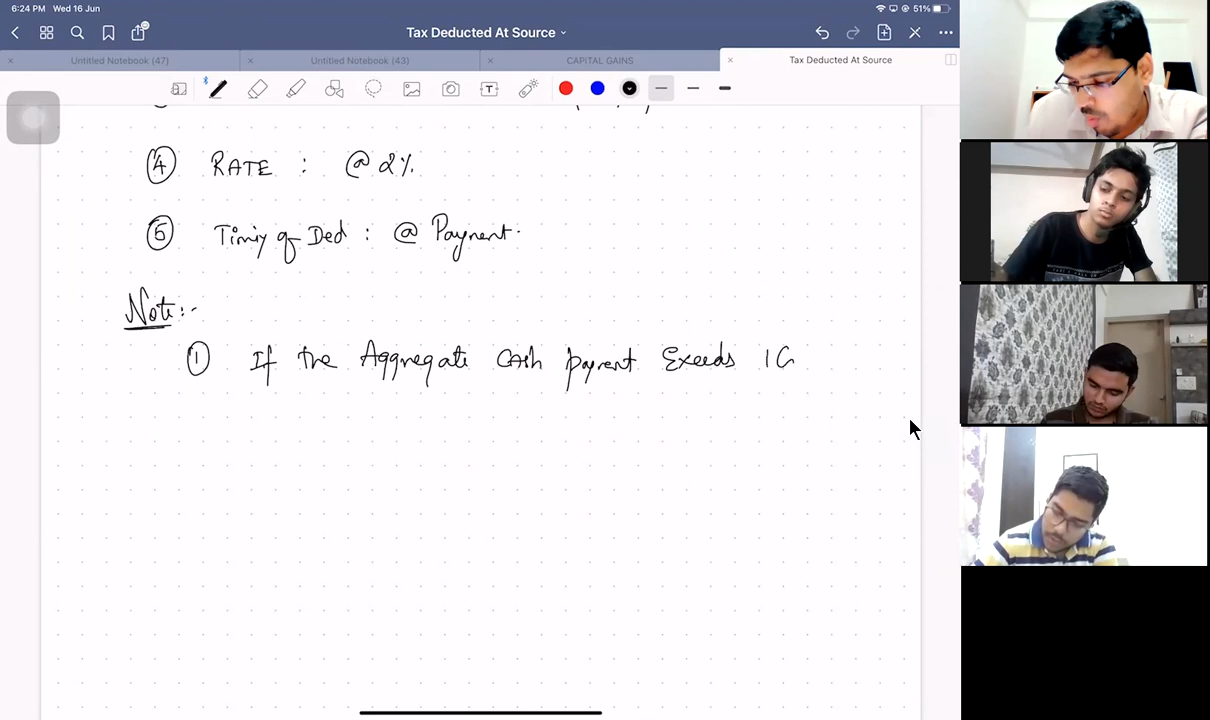 6:24 PM Wed 16 Jun
51%
Tax Deducted At Source
Untitled Notebook (47)
Untitled Notebook (43)
CAPITAL GAINS
Tax Deducted At Source
④ RATE : @ 2%
⑤ Timing of Ded : @ Payment.
Note:-
① If the Aggregate Cash payment Exeeds 1C